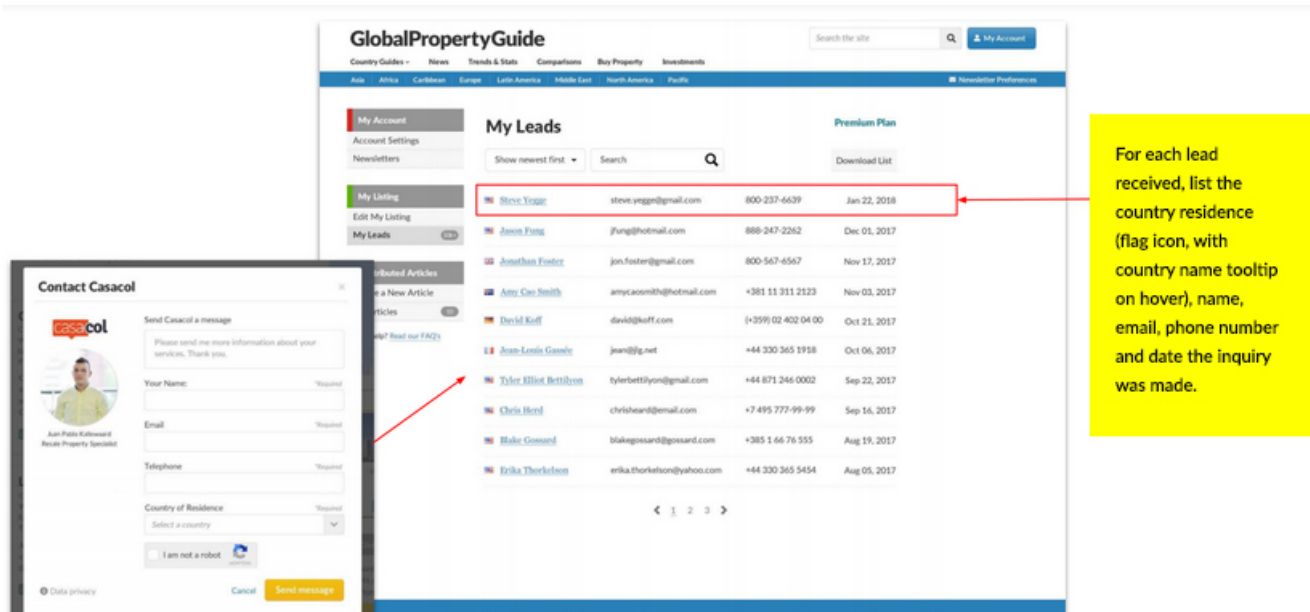 GlobalPropertyGuide
Search the site
My Account
Country Guides News Trends & Stats Comparisons Buy Property Investments
Asia Africa Caribbean Europe Latin America Middle East North America Pacific
Newsletter Preferences
My Account
Account Settings
Newsletters
My Listing
Edit My Listing
My Leads
tributed Articles
e a New Article
rticles
elp? Read our FAQ's
My Leads
Premium Plan
Show newest first
Search
Download List
Steve Yegge steve.yegge@gmail.com 800-237-6639 Jan 22, 2018
Jason Fung jfung@hotmail.com 888-247-2262 Dec 01, 2017
Jonathan Foster jon.foster@gmail.com 800-567-6567 Nov 17, 2017
Amy Cao Smith amycaosmith@hotmail.com +381 11 311 2123 Nov 03, 2017
David Koff david@koff.com (+359) 02 402 04 00 Oct 21, 2017
Jean-Louis Gassée jean@jlg.net +44 330 365 1918 Oct 06, 2017
Tyler Elliot Bettilyon tylerbettilyon@gmail.com +44 871 246 0002 Sep 22, 2017
Chris Herd chrisheard@email.com +7 495 777-99-99 Sep 16, 2017
Blake Gossard blakegossard@gossard.com +385 1 66 76 555 Aug 19, 2017
Erika Thorkelson erika.thorkelson@yahoo.com +44 330 365 5454 Aug 05, 2017
1 2 3
Contact Casacol
casacol
Juan Pablo
Resale Property Specialist
Send Casacol a message
Please send me more information about your
services, Thank you.
Your Name: *Required
Email *Required
Telephone *Required
Country of Residence *Required
Select a country
I am not a robot
Data privacy
Cancel
Send message
For each lead
received, list the
country residence
(flag icon, with
country name tooltip
on hover), name,
email, phone number
and date the inquiry
was made.